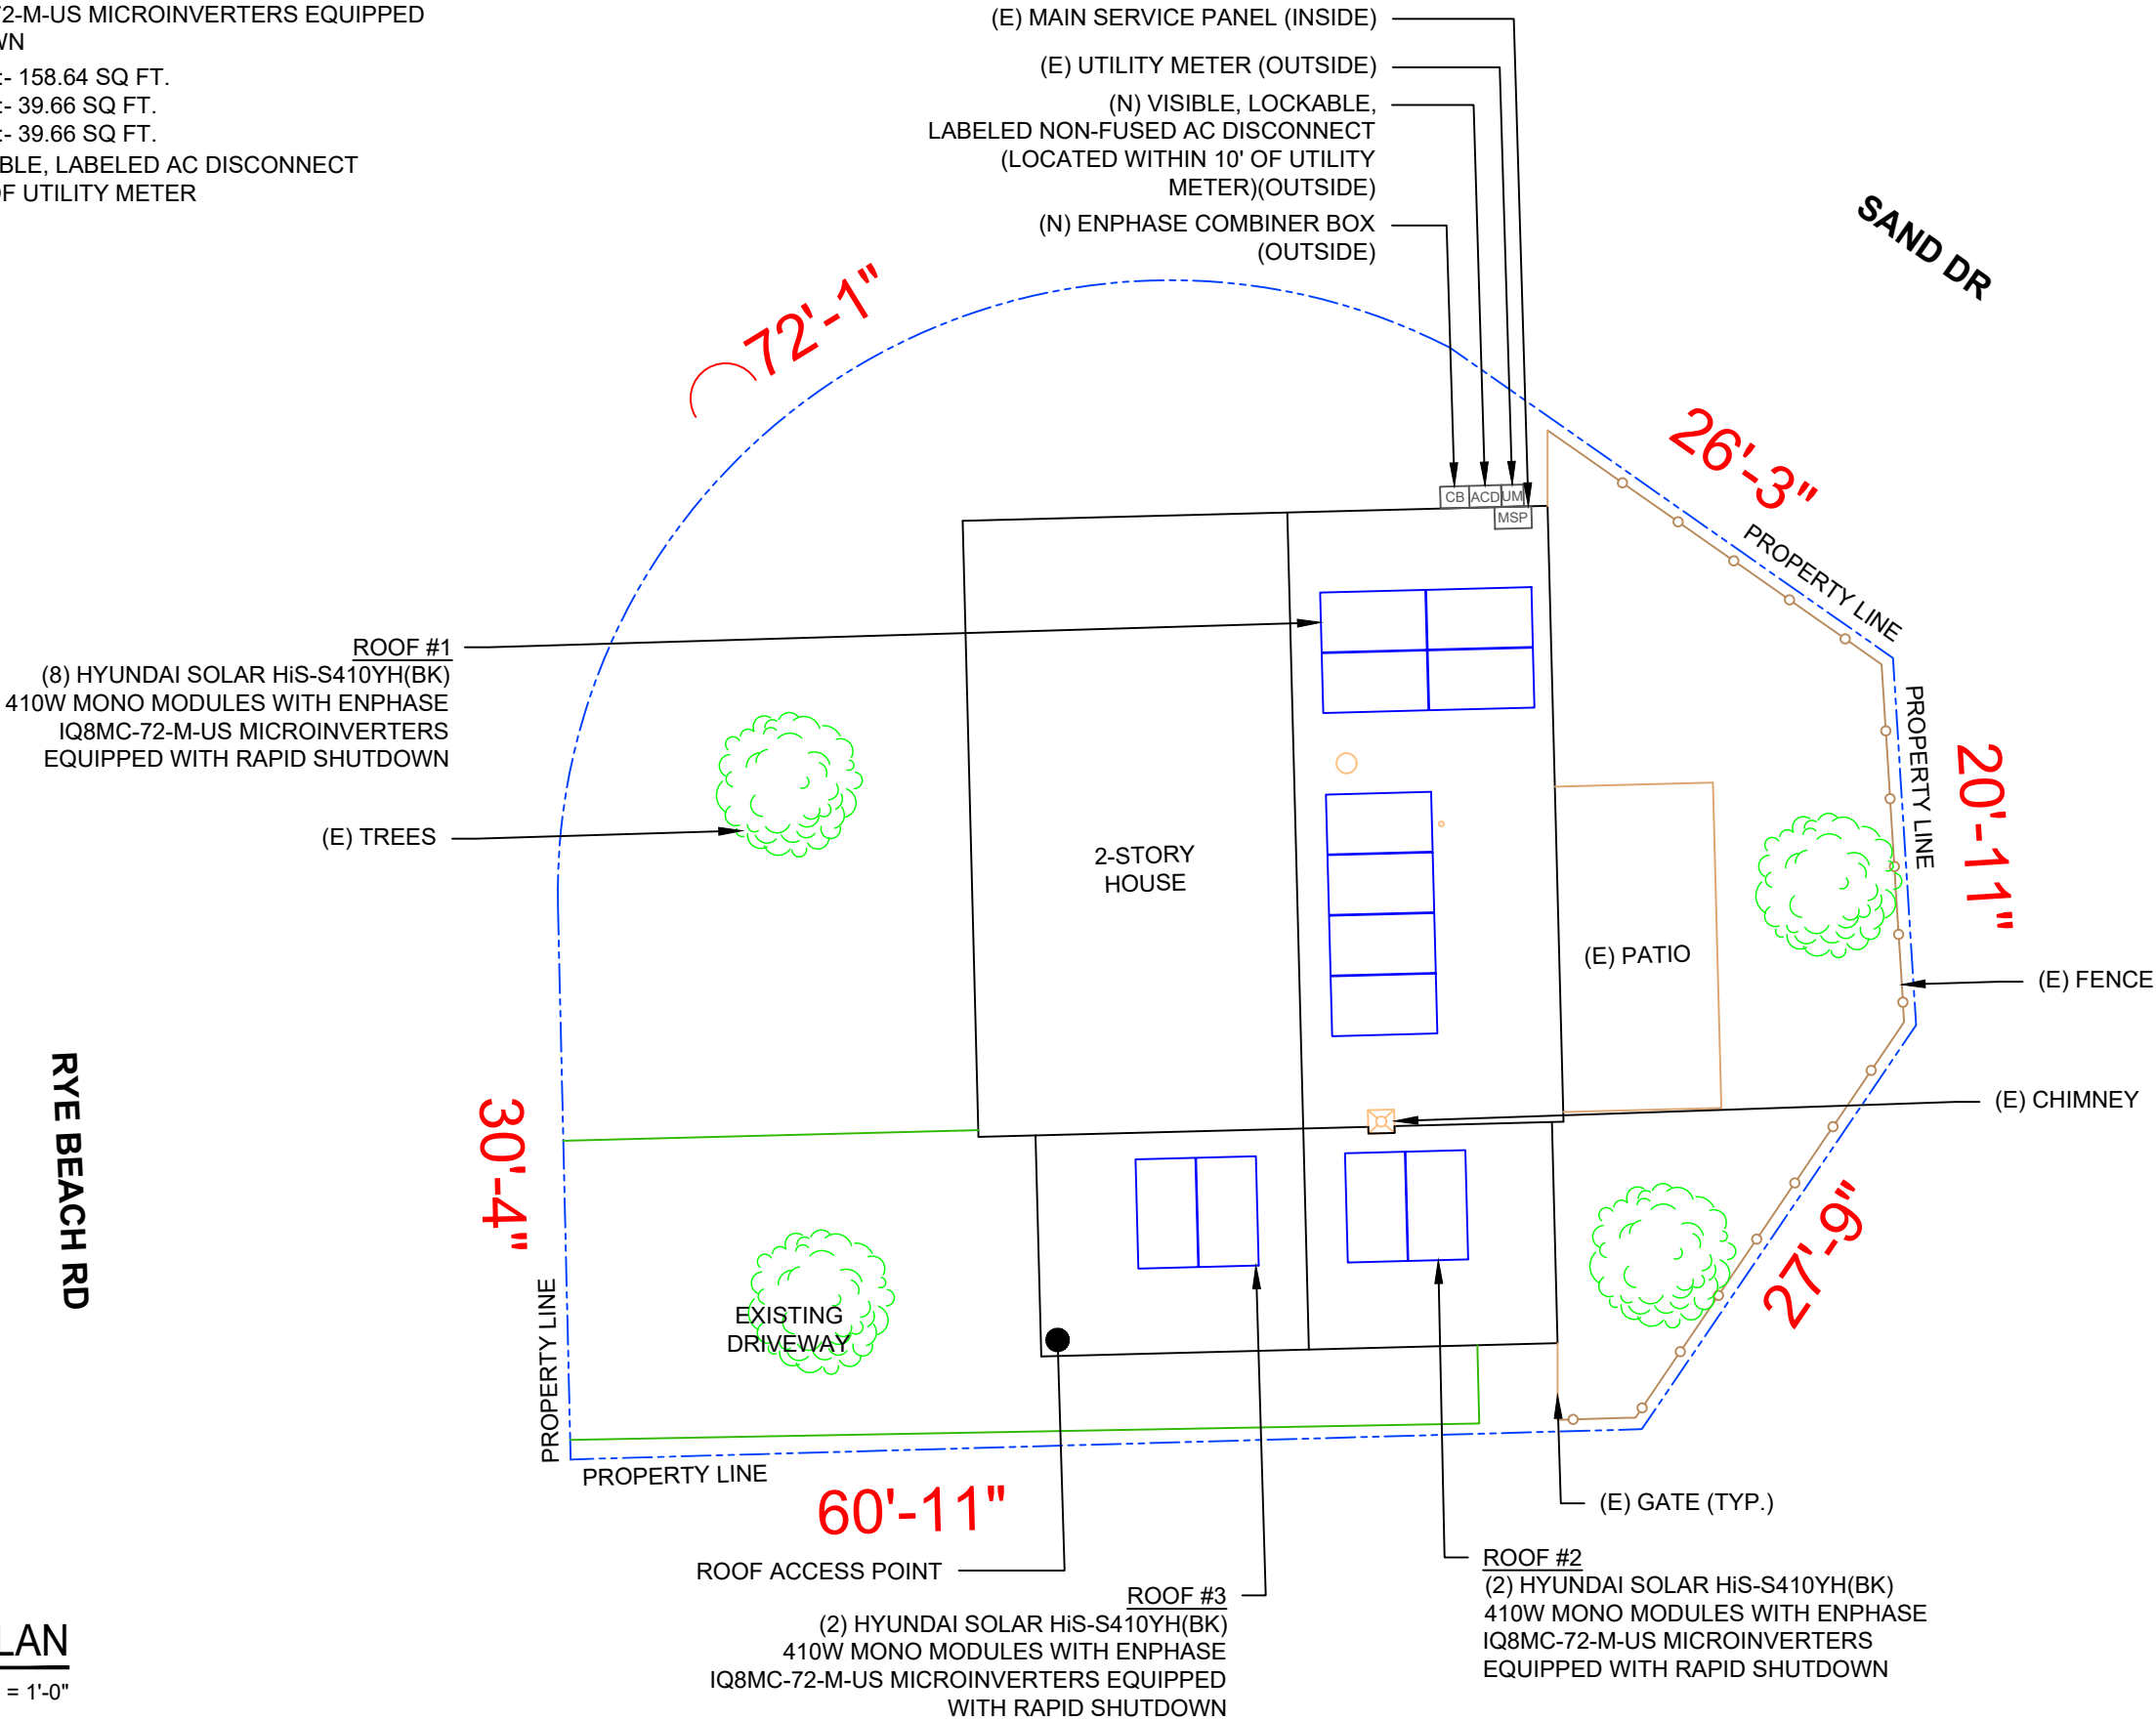 72-M-US MICROINVERTERS EQUIPPED
:- 158.64 SQ FT.
:- 39.66 SQ FT.
:- 39.66 SQ FT.
LABELED AC DISCONNECT
OF UTILITY METER
(E) MAIN SERVICE PANEL (INSIDE)
(E) UTILITY METER (OUTSIDE)
(N) VISIBLE, LOCKABLE,
LABELED NON-FUSED AC DISCONNECT
(LOCATED WITHIN 10' OF UTILITY
METER)(OUTSIDE)
(N) ENPHASE COMBINER BOX
(OUTSIDE)
SAND DR
72'-1"
26'-3"
CB
ACD
UM
MSP
PROPERTY LINE
ROOF #1
(8) HYUNDAI SOLAR HiS-S410YH(BK)
410W MONO MODULES WITH ENPHASE
IQ8MC-72-M-US MICROINVERTERS
EQUIPPED WITH RAPID SHUTDOWN
PROPERTY LINE
20'-11"
(E) TREES
2-STORY
HOUSE
(E) PATIO
(E) FENCE
RYE BEACH RD
30'-4"
(E) CHIMNEY
27'-9"
EXISTING
DRIVEWAY
PROPERTY LINE
PROPERTY LINE
60'-11"
(E) GATE (TYP.)
ROOF ACCESS POINT
ROOF #2
(2) HYUNDAI SOLAR HiS-S410YH(BK)
410W MONO MODULES WITH ENPHASE
IQ8MC-72-M-US MICROINVERTERS
EQUIPPED WITH RAPID SHUTDOWN
ROOF #3
(2) HYUNDAI SOLAR HiS-S410YH(BK)
410W MONO MODULES WITH ENPHASE
IQ8MC-72-M-US MICROINVERTERS EQUIPPED
WITH RAPID SHUTDOWN
LAN
= 1'-0"